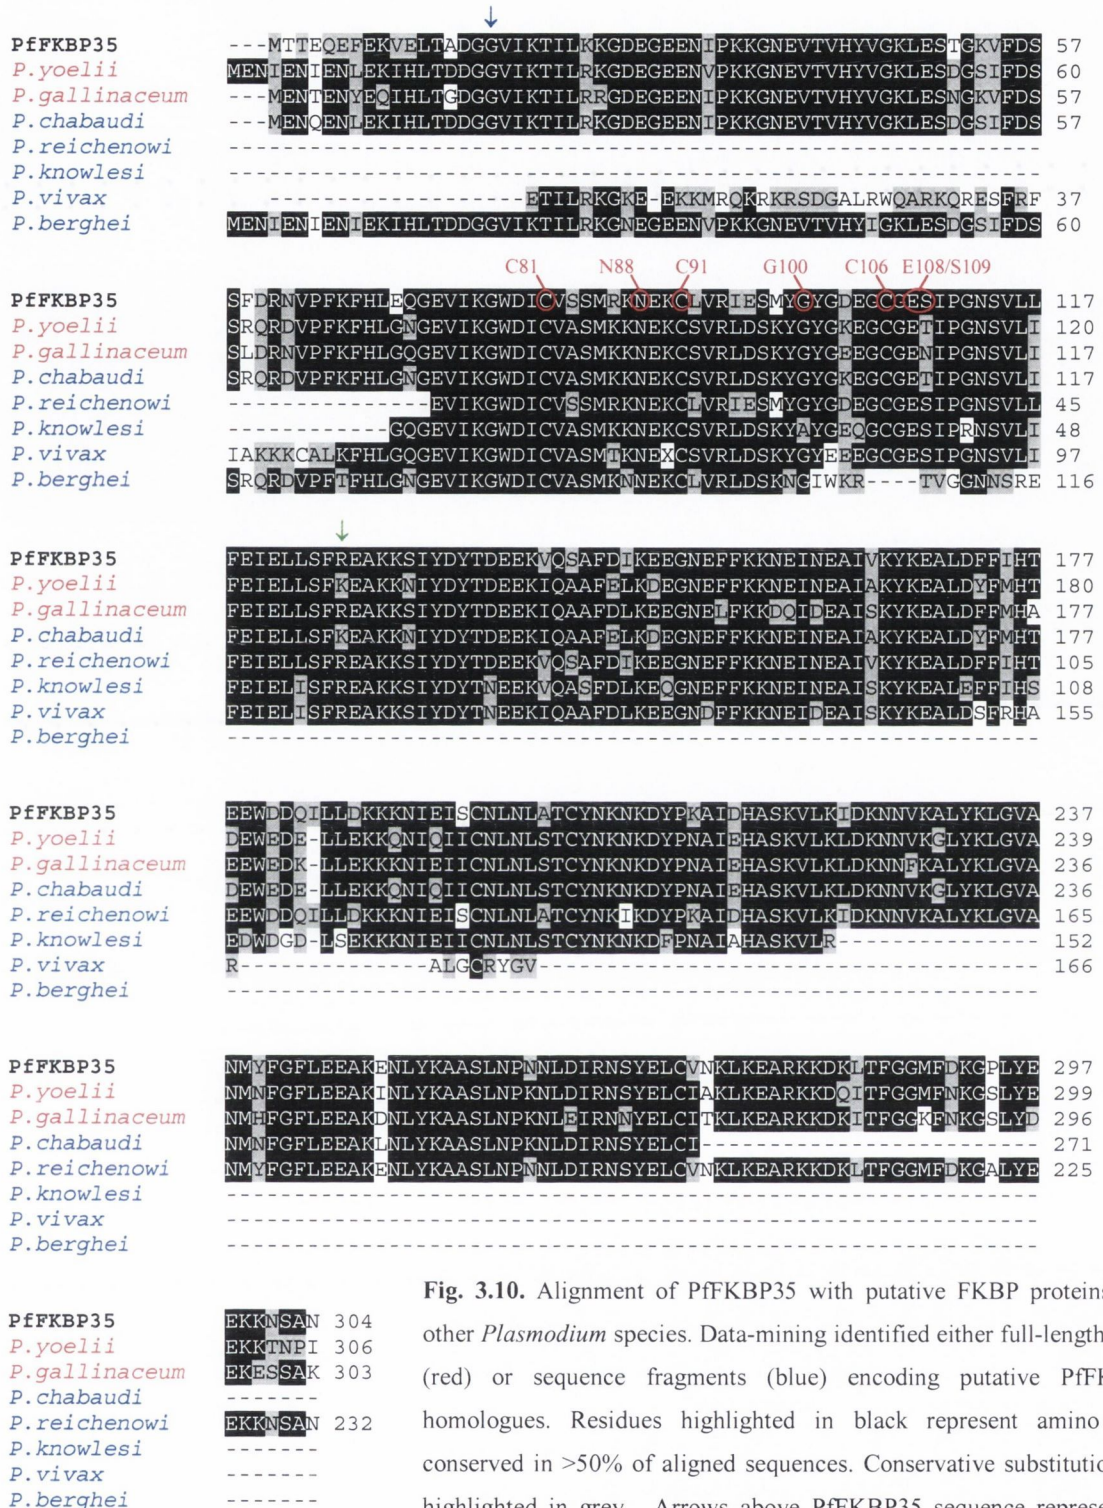 ↓
PfFKBP35 ---MTTEQEFEKVELTADGGVIKTILKKGDEGEENIPKKGNEVTVHYVGKLESTGKVFDS 57
P.yoelii MENIENIENLEKIHLTDDGGVIKTILRKGDEGEENVPKKGNEVTVHYVGKLESDGSIFDS 60
P.gallinaceum ---MENTENYEQIHLTGDGGVIKTILRRGDEGEENIPKKGNEVTVHYVGKLESNGKVFDS 57
P.chabaudi ---MENQENLEKIHLTDDGGVIKTILRKGDEGEENIPKKGNEVTVHYVGKLESDGSIFDS 57
P.reichenowi ------------------------------------------------------------
P.knowlesi ------------------------------------------------------------
P.vivax ----------------------ETILRKGKE-EKKMRQKRKRSDGALRWQARKQRESFRF 37
P.berghei MENIENIENIEKIHLTDDGGVIKTILRKGNEGEENVPKKGNEVTVHYIGKLESDGSIFDS 60
C81 N88 C91 G100 C106 E108/S109
PfFKBP35 SFDRNVPFKFHLEQGEVIKGWDICVSSMRKNEKCLVRIESMYGYGDEGCGESIPGNSVLL 117
P.yoelii SRQRDVPFKFHLGNGEVIKGWDICVASMKKNEKCSVRLDSKYGYGKEGCGETIPGNSVLI 120
P.gallinaceum SLDRNVPFKFHLGQGEVIKGWDICVASMKKNEKCSVRLDSKYGYGEEGCGENIPGNSVLI 117
P.chabaudi SRQRDVPFKFHLGNGEVIKGWDICVASMKKNEKCSVRLDSKYGYGKEGCGETIPGNSVLI 117
P.reichenowi ---------------EVIKGWDICVSSMRKNEKCLVRIESMYGYGDEGCGESIPGNSVLL 45
P.knowlesi ------------GQGEVIKGWDICVASMKKNEKCSVRLDSKYAYGEQGCGESIPRNSVLI 48
P.vivax IAKKKCALKFHLGQGEVIKGWDICVASMTKNEXCSVRLDSKYGYEEEGCGESIPGNSVLI 97
P.berghei SRQRDVPFTFHLGNGEVIKGWDICVASMKNNEKCLVRLDSKNGIWKR----TVGGNNSRE 116
↓
PfFKBP35 FEIELLSFREAKKSIYDYTDEEKVQSAFDIKEEGNEFFKKNEINEAIVKYKEALDFFIHT 177
P.yoelii FEIELLSFKEAKKNIYDYTDEEKIQAAFELKDEGNEFFKKNEINEAIAKYKEALDYFMHT 180
P.gallinaceum FEIELLSFREAKKSIYDYTDEEKIQAAFDLKEEGNELFKKDQIDEAISKYKEALDFFMHA 177
P.chabaudi FEIELLSFKEAKKNIYDYTDEEKIQAAFELKDEGNEFFKKNEINEAIAKYKEALDYFMHT 177
P.reichenowi FEIELLSFREAKKSIYDYTDEEKVQSAFDIKEEGNEFFKKNEINEAIVKYKEALDFFIHT 105
P.knowlesi FEIELISFREAKKSIYDYTNEEKVQASFDLKEQGNEFFKKNEINEAISKYKEALEFFIHS 108
P.vivax FEIELISFREAKKSIYDYTNEEKIQAAFDLKEEGNDFFKKNEIDEAISKYKEALDSFRHA 155
P.berghei ------------------------------------------------------------
PfFKBP35 EEWDDQILLDKKKNIEISCNLNLATCYNKNKDYPKAIDHASKVLKIDKNNVKALYKLGVA 237
P.yoelii DEWEDE-LLEKKQNIQIICNLNLSTCYNKNKDYPNAIEHASKVLKLDKNNVKGLYKLGVA 239
P.gallinaceum EEWEDK-LLEKKKNIEIICNLNLSTCYNKNKDYPNAIEHASKVLKLDKNNFKALYKLGVA 236
P.chabaudi DEWEDE-LLEKKQNIQIICNLNLSTCYNKNKDYPNAIEHASKVLKLDKNNVKGLYKLGVA 236
P.reichenowi EEWDDQILLDKKKNIEISCNLNLATCYNKIKDYPKAIDHASKVLKIDKNNVKALYKLGVA 165
P.knowlesi EDWDGD-LSEKKKNIEIICNLNLSTCYNKNKDFPNAIAHASKVLR--------------- 152
P.vivax R--------------ALGCRYGV------------------------------------- 166
P.berghei ------------------------------------------------------------
PfFKBP35 NMYFGFLEEAKENLYKAASLNPNNLDIRNSYELCVNKLKEARKKDKLTFGGMFDKGPLYE 297
P.yoelii NMNFGFLEEAKINLYKAASLNPKNLDIRNSYELCIAKLKEARKKDQITFGGMFNKGSLYE 299
P.gallinaceum NMHFGFLEEAKDNLYKAASLNPKNLEIRNNYELCITKLKEARKKDKITFGGKFNKGSLYD 296
P.chabaudi NMNFGFLEEAKLNLYKAASLNPKNLDIRNSYELCI------------------------- 271
P.reichenowi NMYFGFLEEAKENLYKAASLNPNNLDIRNSYELCVNKLKEARKKDKLTFGGMFDKGALYE 225
P.knowlesi ------------------------------------------------------------
P.vivax ------------------------------------------------------------
P.berghei ------------------------------------------------------------
PfFKBP35 EKKNSAN 304
P.yoelii EKKTNPI 306
P.gallinaceum EKESSAK 303
P.chabaudi -------
P.reichenowi EKKNSAN 232
P.knowlesi -------
P.vivax -------
P.berghei -------
Fig. 3.10. Alignment of PfFKBP35 with putative FKBP proteins
other Plasmodium species. Data-mining identified either full-length
(red) or sequence fragments (blue) encoding putative PfFK
homologues. Residues highlighted in black represent amino
conserved in >50% of aligned sequences. Conservative substitutio
highlighted in grey. Arrows above PfFKBP35 sequence represe